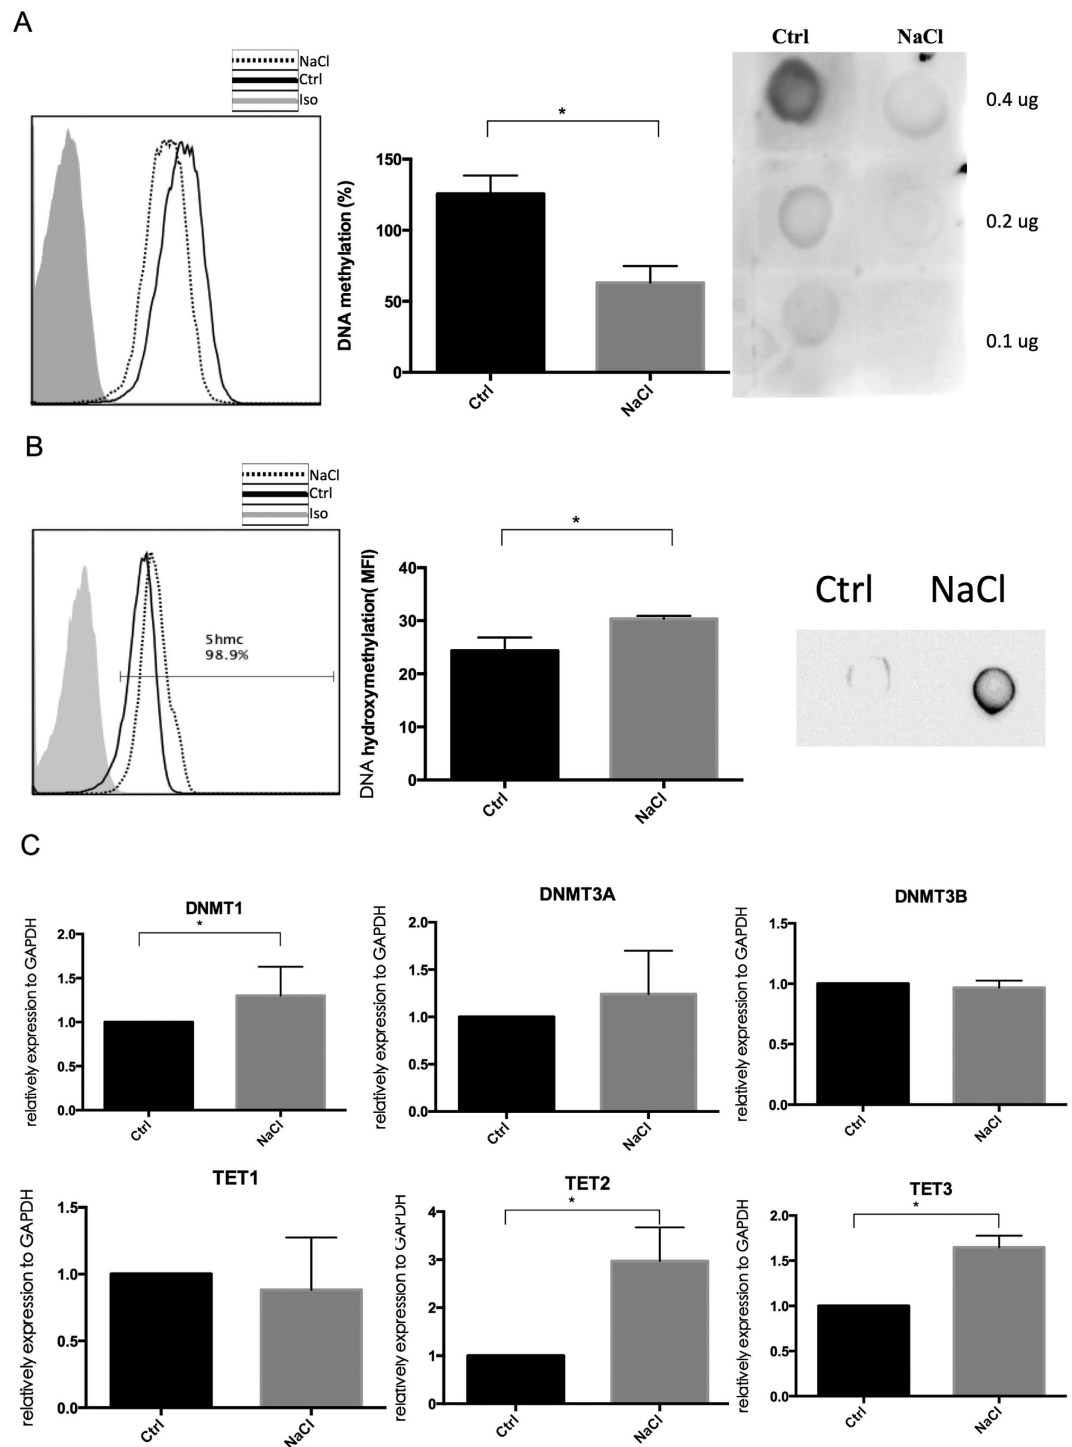 A
NaCl
Ctrl
Iso
DNA methylation (%)
*
150
100
50
0
Ctrl
NaCl
Ctrl NaCl
0.4 ug
0.2 ug
0.1 ug
B
NaCl
Ctrl
Iso
5hmc
98.9%
DNA hydroxymethylation( MFI)
*
40
30
20
10
0
Ctrl
NaCl
Ctrl NaCl
C
DNMT1
*
relatively expression to GAPDH
2.0
1.5
1.0
0.5
0.0
Ctrl
NaCl
DNMT3A
relatively expression to GAPDH
2.0
1.5
1.0
0.5
0.0
Ctrl
NaCl
DNMT3B
relatively expression to GAPDH
1.5
1.0
0.5
0.0
Ctrl
NaCl
TET1
relatively expression to GAPDH
1.5
1.0
0.5
0.0
Ctrl
NaCl
TET2
*
relatively expression to GAPDH
4
3
2
1
0
Ctrl
NaCl
TET3
*
relatively expression to GAPDH
2.0
1.5
1.0
0.5
0.0
Ctrl
NaCl